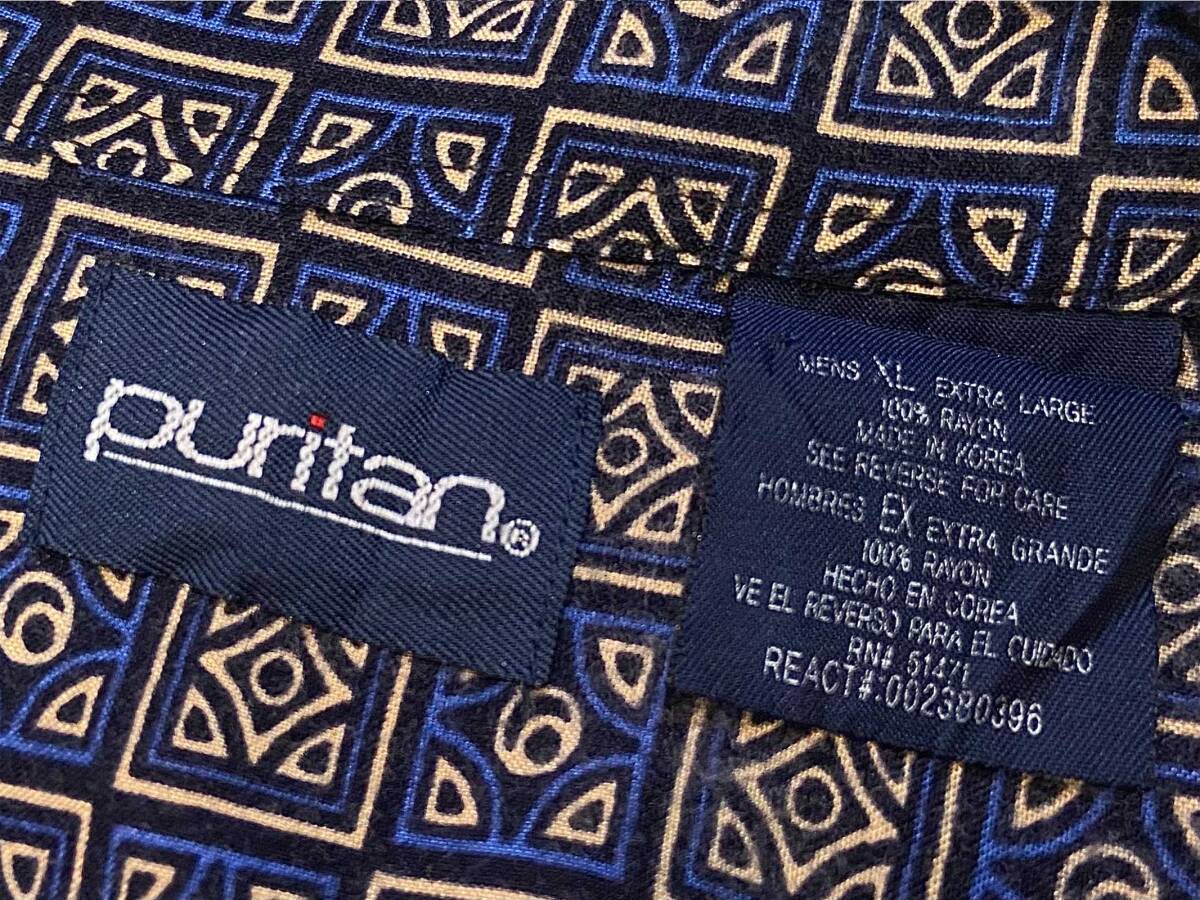 puritan®
MENS XL EXTRA LARGE
100% RAYON
MADE IN KOREA
SEE REVERSE FOR CARE
HOMBRES EX EXTRA GRANDE
100% RAYON
HECHO EN COREA
VE EL REVERSO PARA EL CUIDADO
RN# 51471
REACT#:002380396